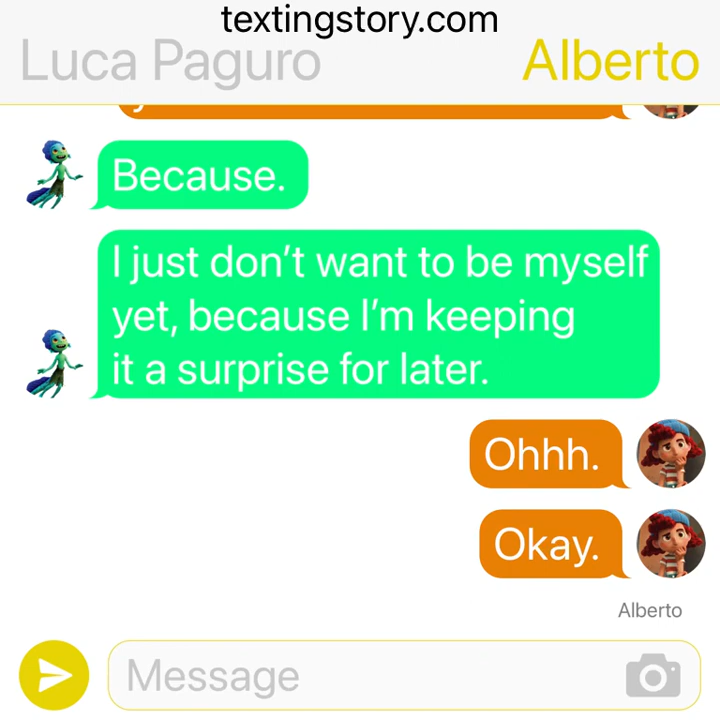 textingstory.com
Luca Paguro
Alberto
Because.
I just don’t want to be myself
yet, because I’m keeping
it a surprise for later.
Ohhh.
Okay.
Alberto
Message